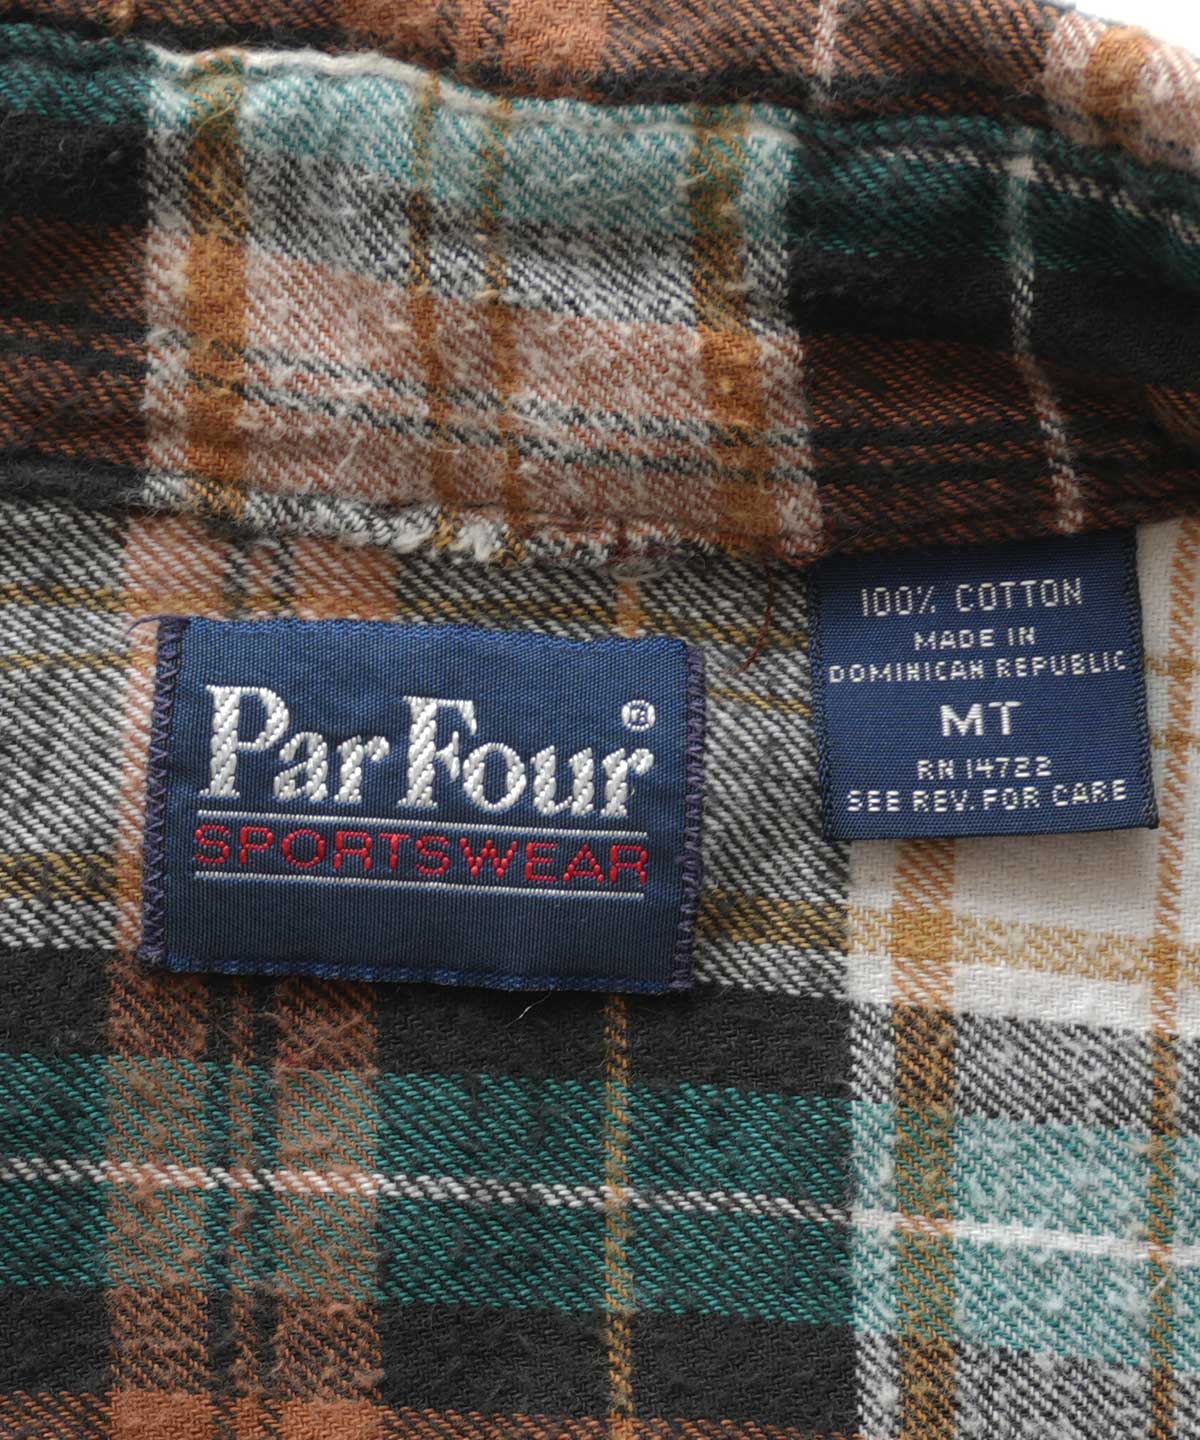 Par Four®
SPORTSWEAR
100% COTTON
MADE IN
DOMINICAN REPUBLIC
MT
RN 14722
SEE REV. FOR CARE